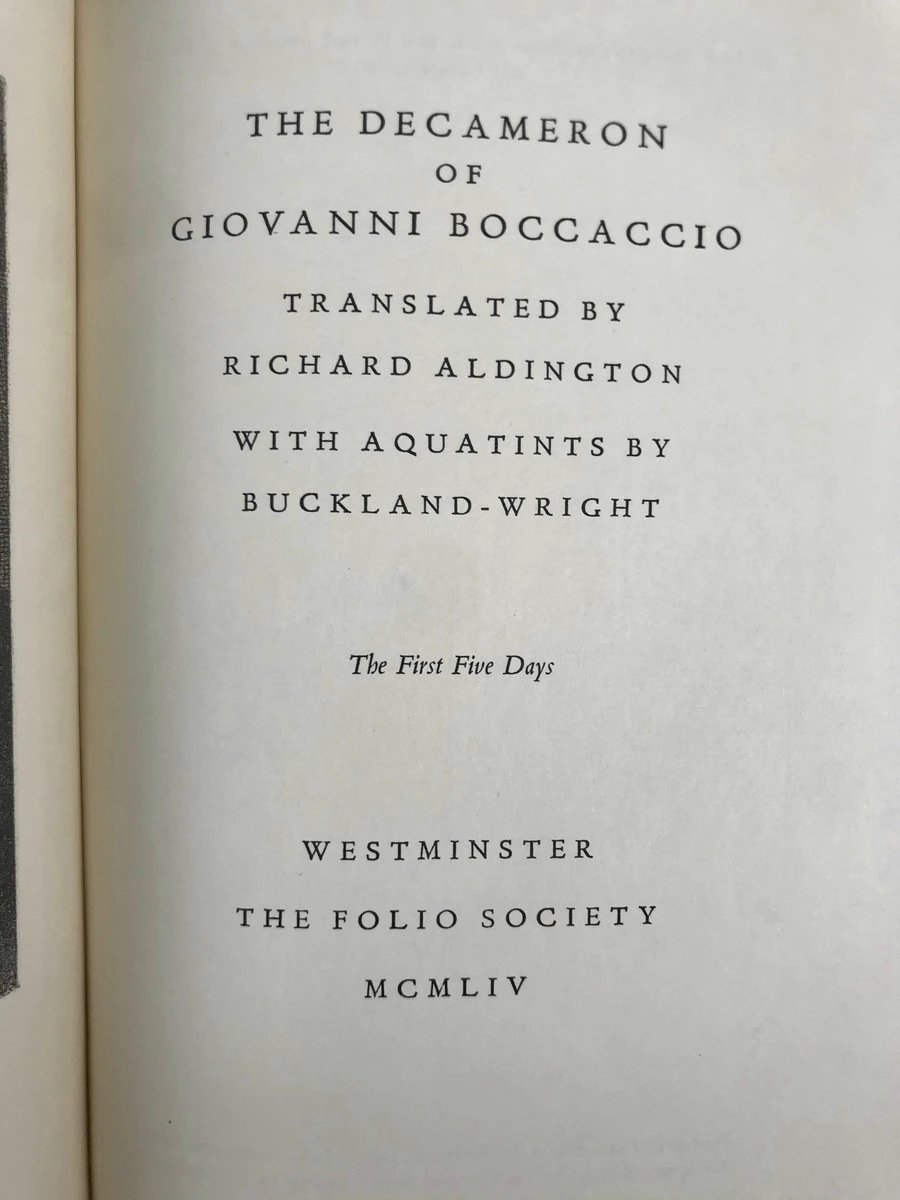 THE DECAMERON
OF
GIOVANNI BOCCACCIO
TRANSLATED BY
RICHARD ALDINGTON
WITH AQUATINTS BY
BUCKLAND-WRIGHT
The First Five Days
WESTMINSTER
THE FOLIO SOCIETY
MCMLIV